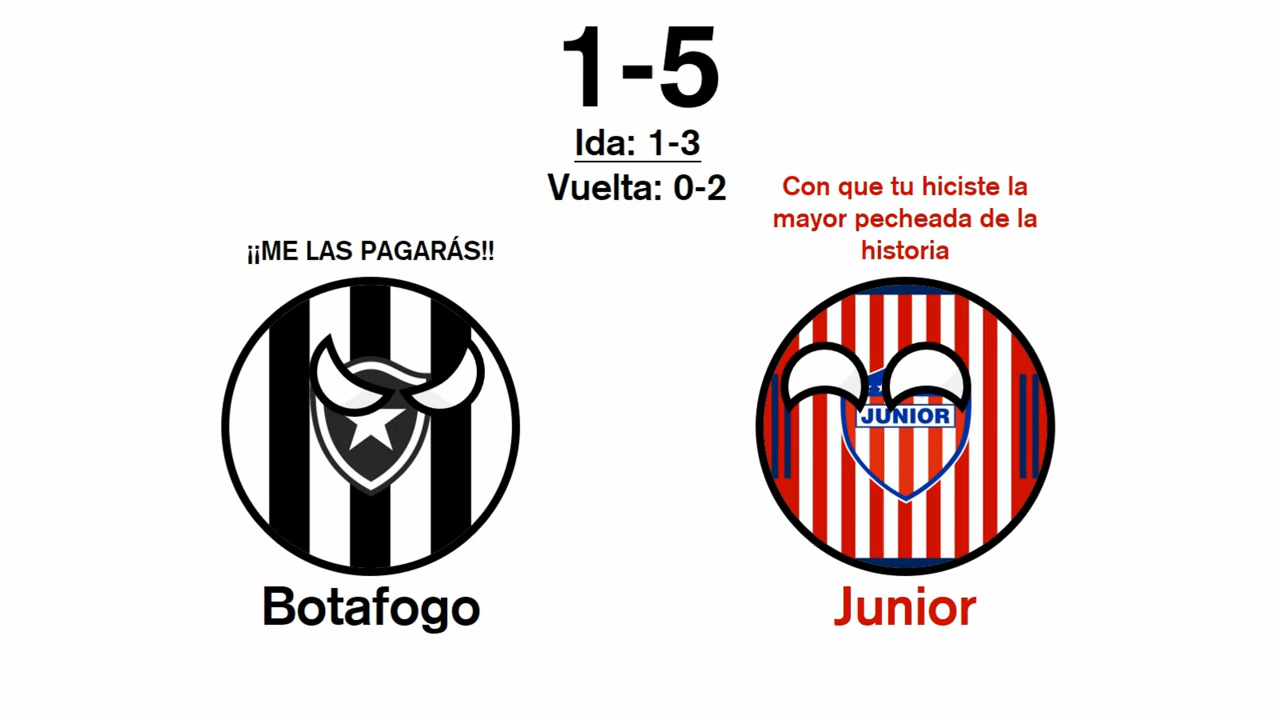 1-5
Ida: 1-3
Vuelta: 0-2
Con que tu hiciste la
mayor pecheada de la
historia
¡¡ME LAS PAGARÁS!!
JUNIOR
Botafogo
Junior